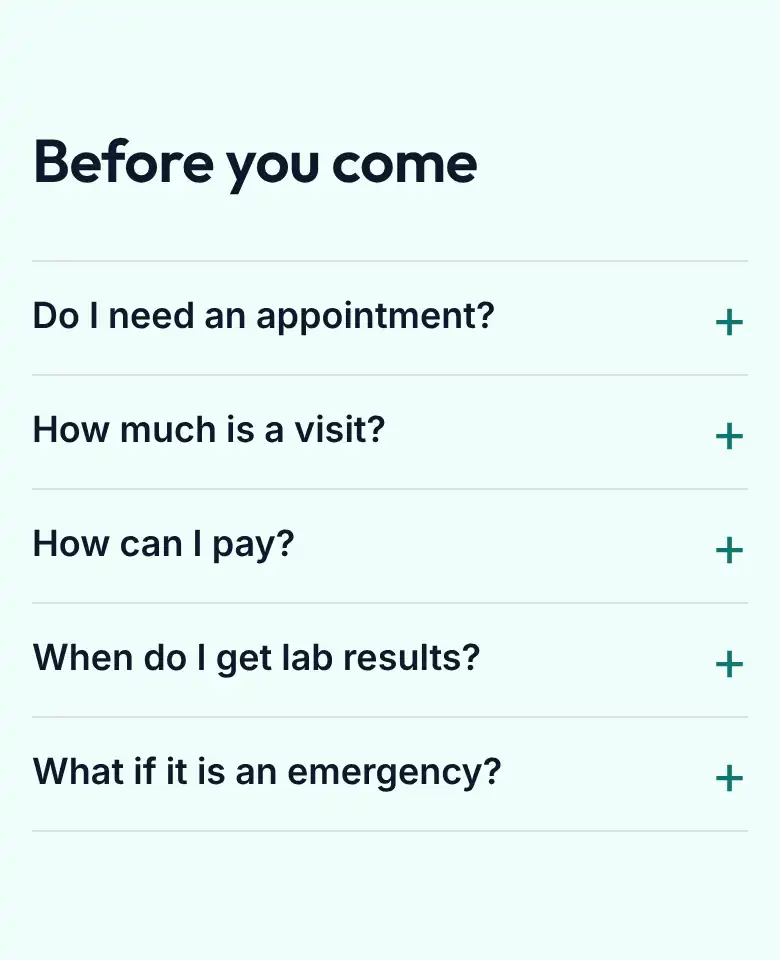 Before you come
Do I need an appointment?
How much is a visit?
How can I pay?
When do I get lab results?
What if it is an emergency?